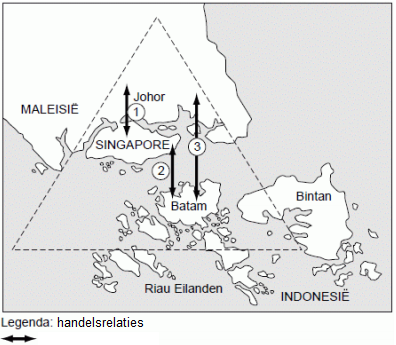 MALEISIË
Johor
1
SINGAPORE
3
2
Batam
Bintan
Riau Eilanden
INDONESIË
Legenda: handelsrelaties